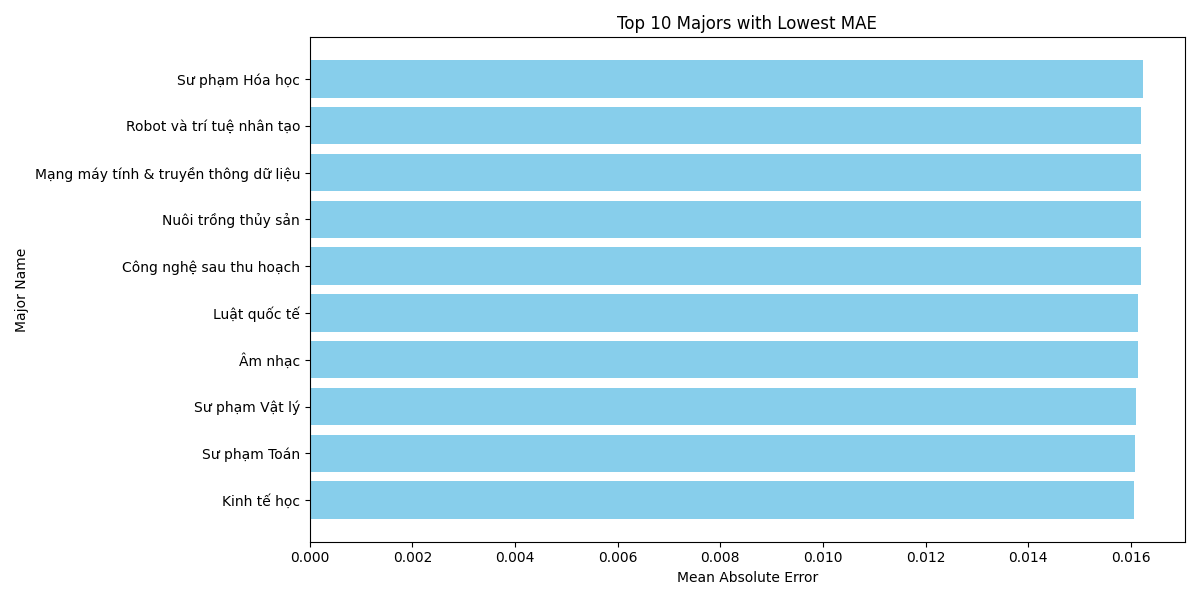 Top 10 Majors with Lowest MAE
Major Name
Sư phạm Hóa học
Robot và trí tuệ nhân tạo
Mạng máy tính & truyền thông dữ liệu
Nuôi trồng thủy sản
Công nghệ sau thu hoạch
Luật quốc tế
Âm nhạc
Sư phạm Vật lý
Sư phạm Toán
Kinh tế học
0.000 0.002 0.004 0.006 0.008 0.010 0.012 0.014 0.016
Mean Absolute Error